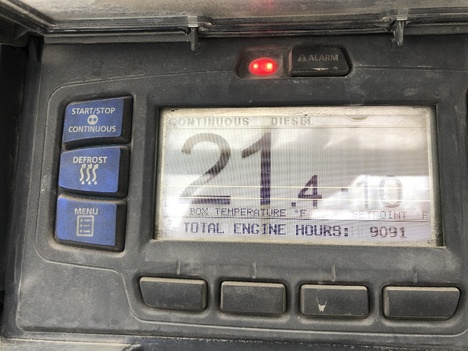 ALARM
START/STOP
CONTINUOUS
DEFROST
MENU
CONTINUOUS DIESEL
21.4 -10
BOX TEMPERATURE °F SETPOINT °F
TOTAL ENGINE HOURS: 9091